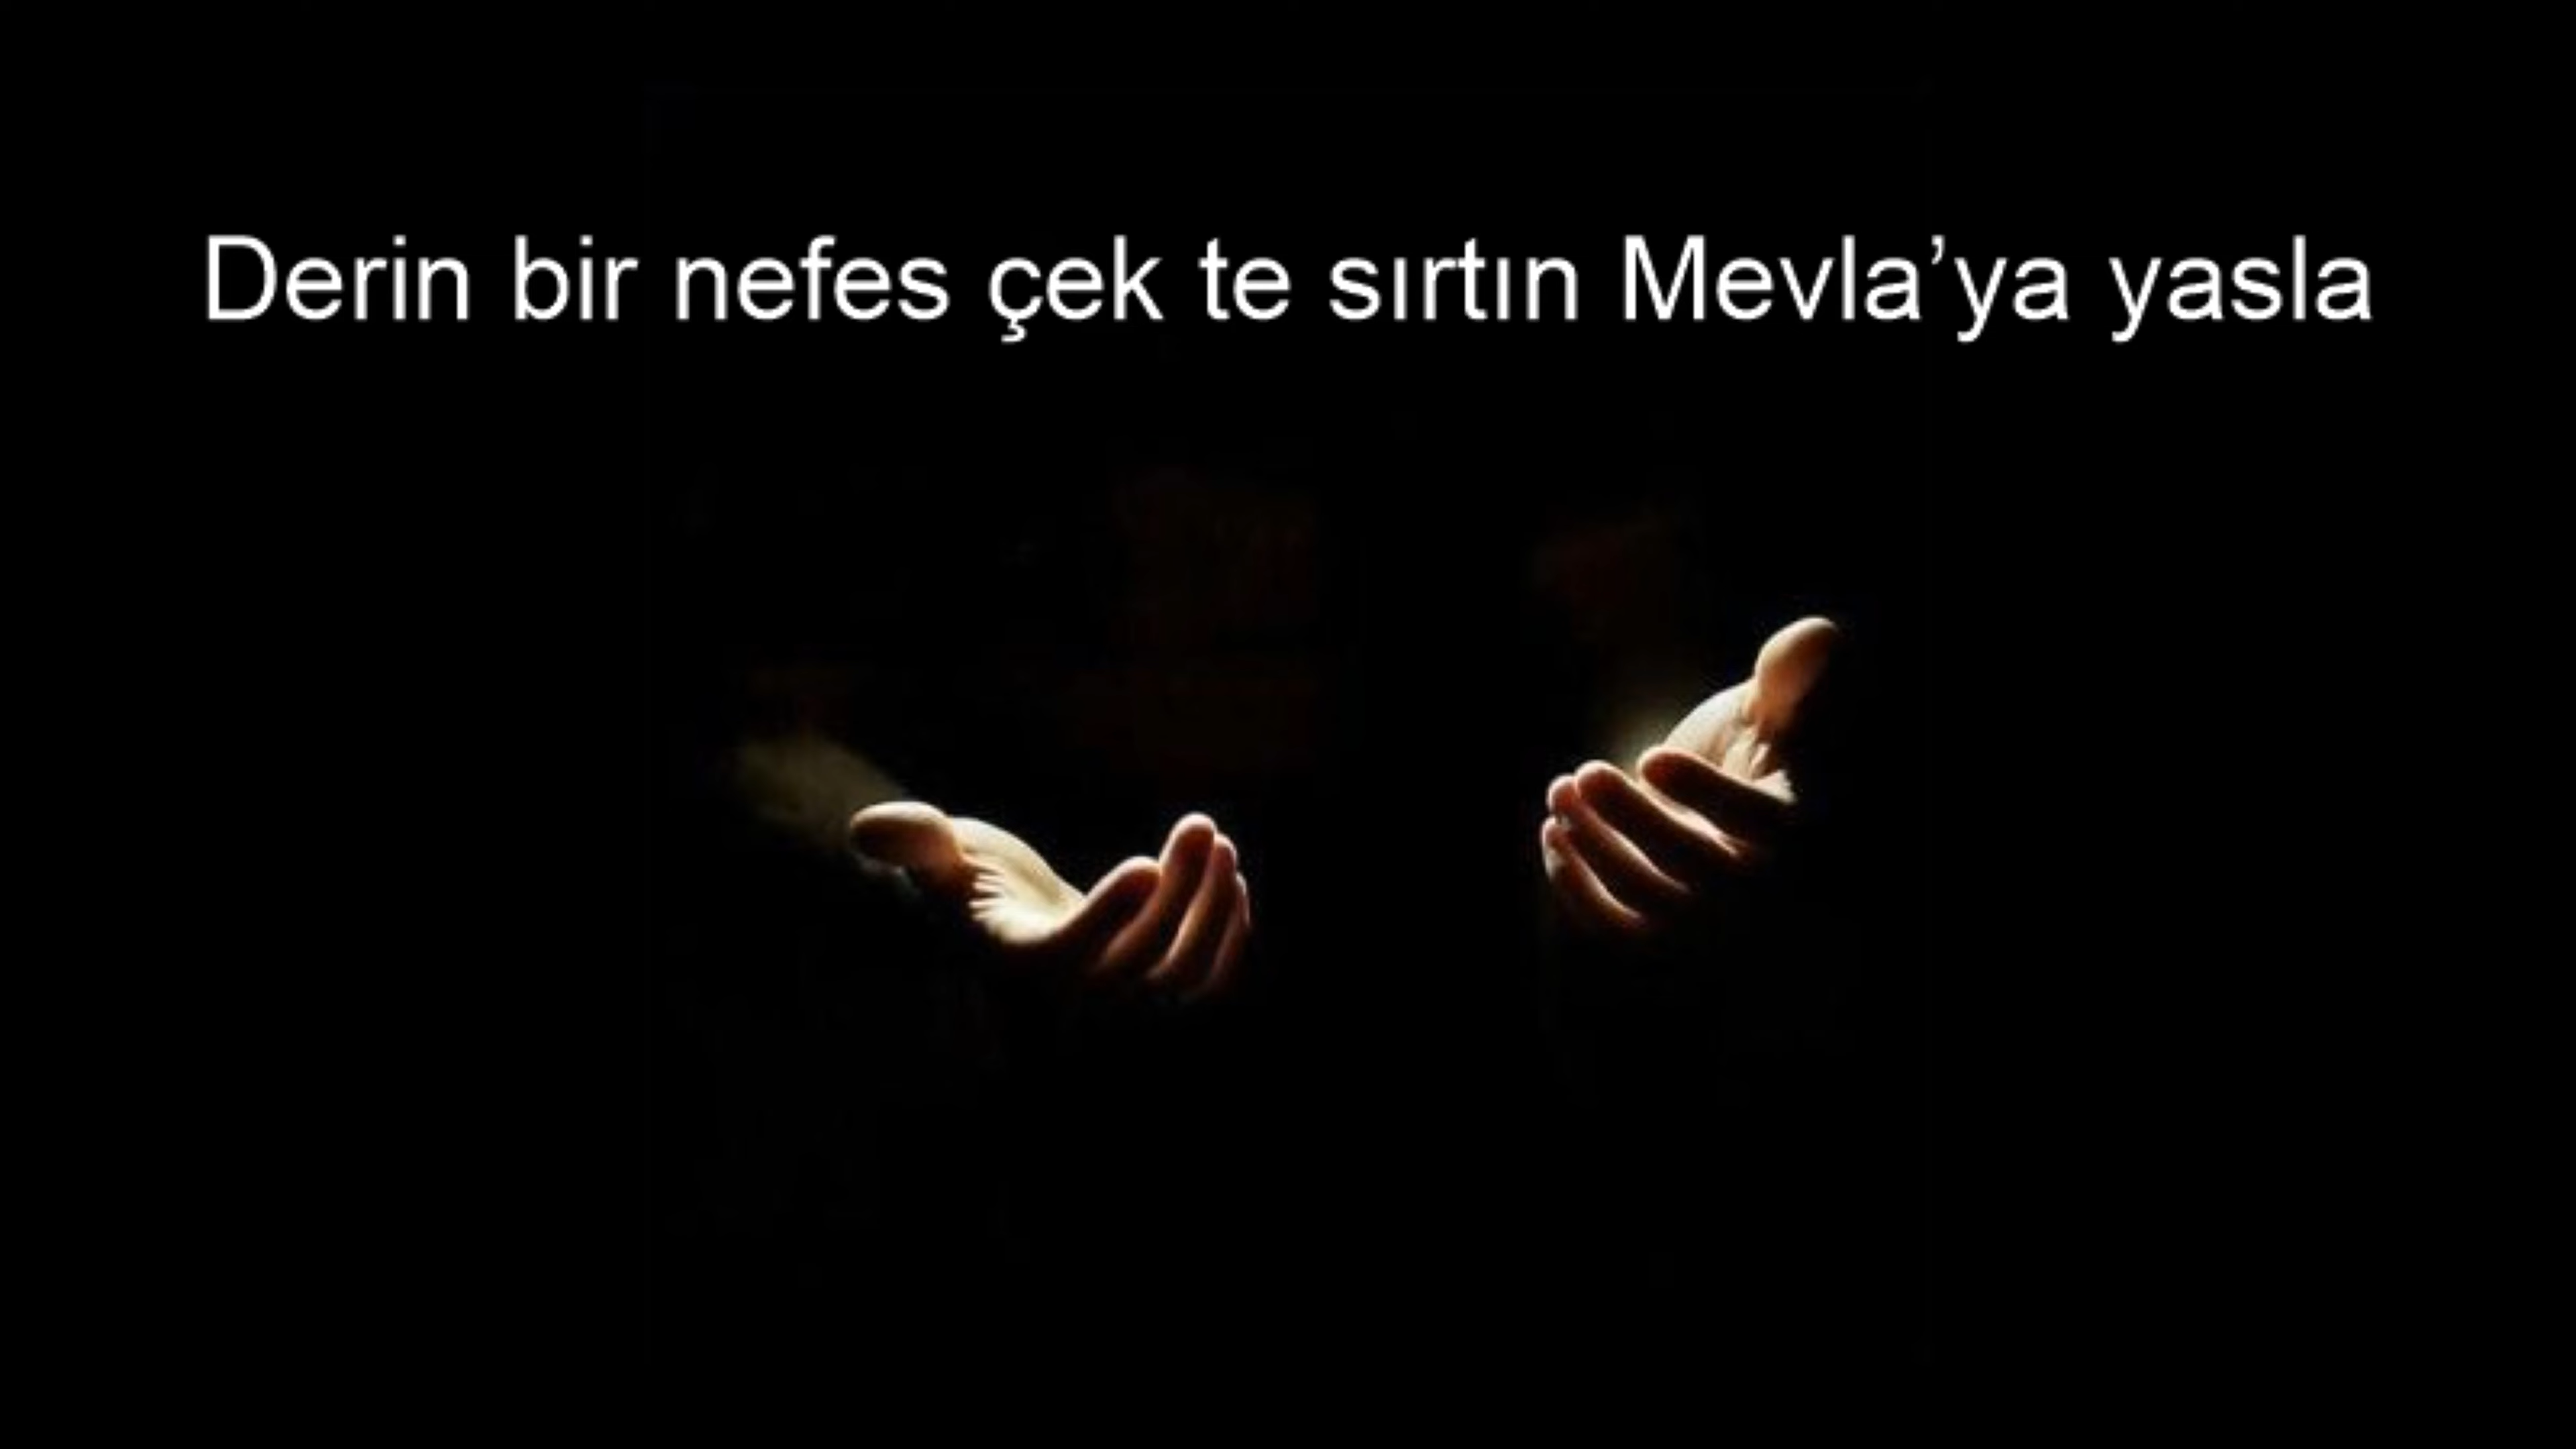 Derin bir nefes çek te sırtın Mevla’ya yasla